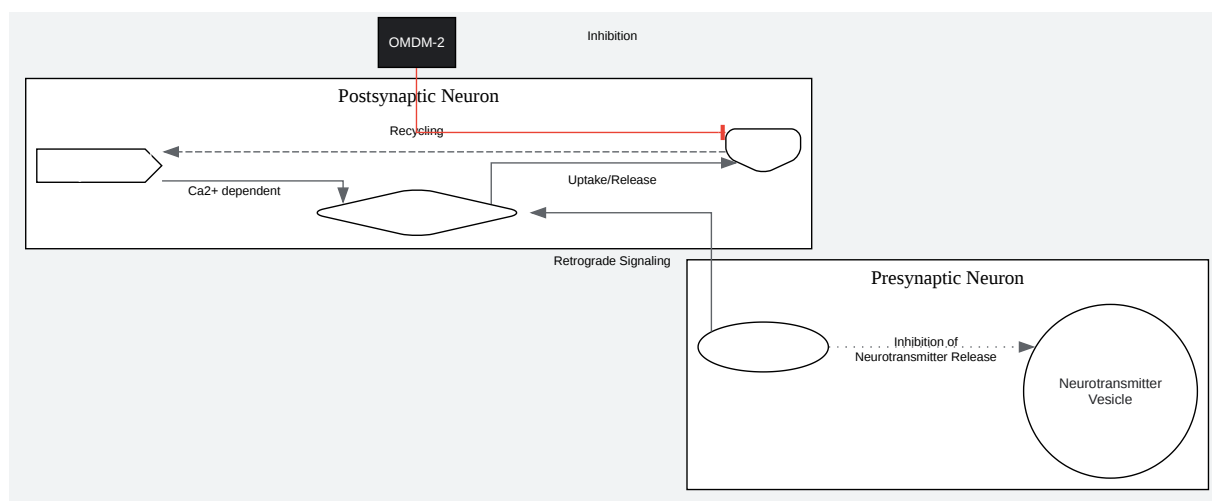 OMDM-2
Inhibition
Postsynaptic Neuron
Recycling
Ca2+ dependent
Uptake/Release
Retrograde Signaling
Presynaptic Neuron
Inhibition of
Neurotransmitter Release
Neurotransmitter
Vesicle